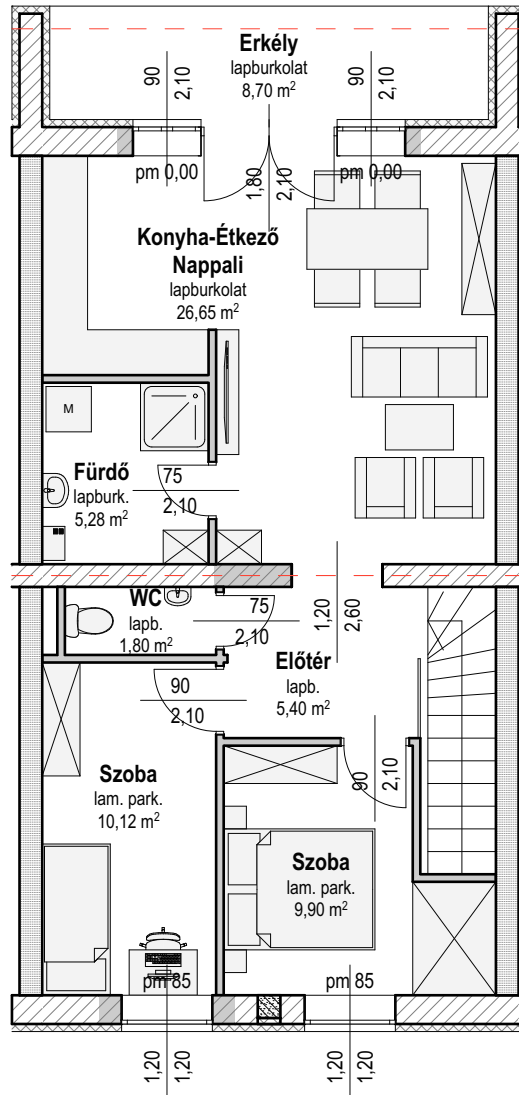 Erkély
lapburkolat
8,70 m²
90
2,10
90
2,10
pm 0,00
1,80
2,10
pm 0,00
Konyha-Étkező
Nappali
lapburkolat
26,65 m²
M
Fürdő
lapburk.
5,28 m²
75
2,10
WC
lapb.
1,80 m²
75
2,10
1,20
2,60
Előtér
lapb.
5,40 m²
90
2,10
90
2,10
Szoba
lam. park.
10,12 m²
Szoba
lam. park.
9,90 m²
pm 85
pm 85
1,20
1,20
1,20
1,20